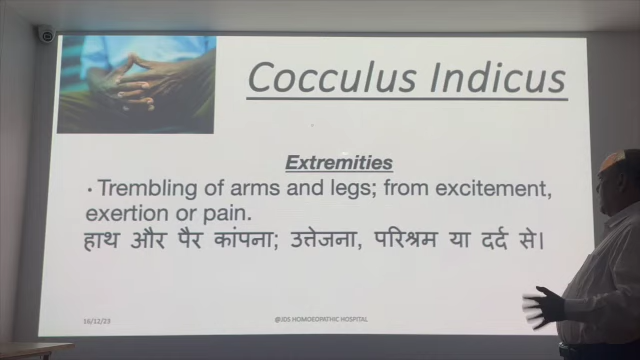 Cocculus Indicus
Extremities
• Trembling of arms and legs; from excitement,
exertion or pain.
हाथ और पैर कांपना; उत्तेजना, परिश्रम या दर्द से।
16/12/23
@JDS HOMOEOPATHIC HOSPITAL